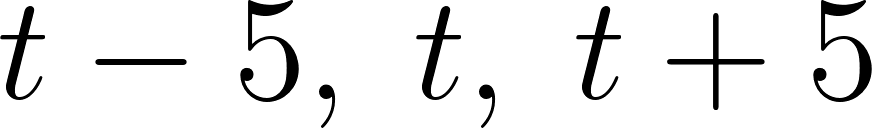 t − 5, t, t + 5